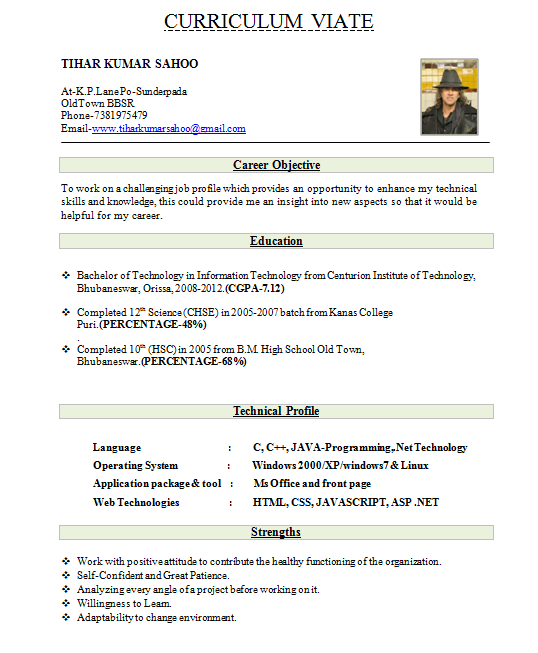 CURRICULUM VIATE
TIHAR KUMAR SAHOO
At-K.P.Lane Po-Sunderpada
OldTown BBSR
Phone-7381975479
Email-www.tiharkumarsahoo@gmail.com
Career Objective
To work on a challenging job profile which provides an opportunity to enhance my technical
skills and knowledge, this could provide me an insight into new aspects so that it would be
helpful for my career.
Education
❖ Bachelor of Technology in Information Technology from Centurion Institute of Technology,
Bhubaneswar, Orissa, 2008-2012.(CGPA-7.12)
❖ Completed 12th Science (CHSE) in 2005-2007 batch from Kanas College
Puri.(PERCENTAGE-48%)
.
❖ Completed 10th (HSC) in 2005 from B.M. High School Old Town,
Bhubaneswar.(PERCENTAGE-68%)
Technical Profile
Language : C, C++, JAVA-Programming,.Net Technology
Operating System : Windows 2000/XP/windows7 & Linux
Application package & tool : Ms Office and front page
Web Technologies : HTML, CSS, JAVASCRIPT, ASP .NET
Strengths
❖ Work with positive attitude to contribute the healthy functioning of the organization.
❖ Self-Confident and Great Patience.
❖ Analyzing every angle of a project before working on it.
❖ Willingness to Learn.
❖ Adaptability to change environment.